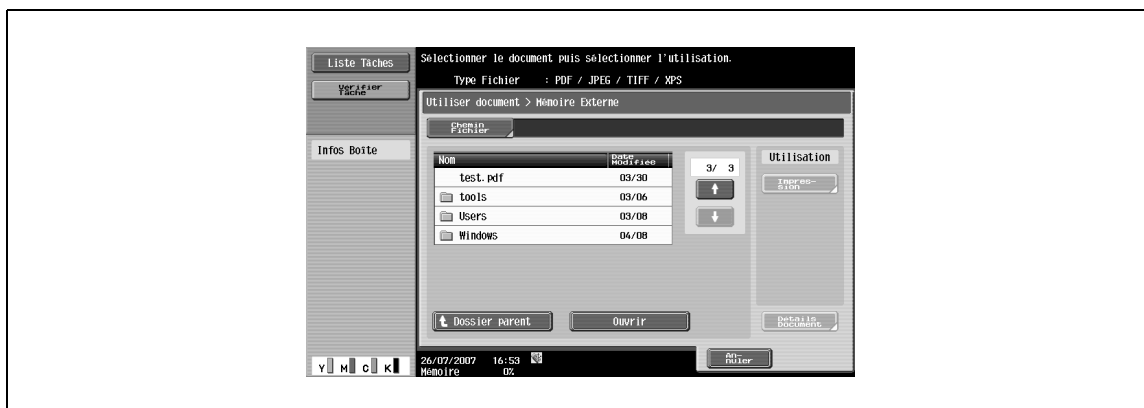 Liste Tâches
Vérifier
Tâche
Infos Boîte
Sélectionner le document puis sélectionner l'utilisation.
Type Fichier : PDF / JPEG / TIFF / XPS
Utiliser document > Mémoire Externe
Chemin
Fichier
Nom Date Modifiée
test.pdf 03/30
tools 03/06
Users 03/08
Windows 04/08
3/ 3
Utilisation
Impres-
sion
Dossier parent
Ouvrir
Détails
Document
An-
nuler
Y M C K
26/07/2007 16:53
Mémoire 0%